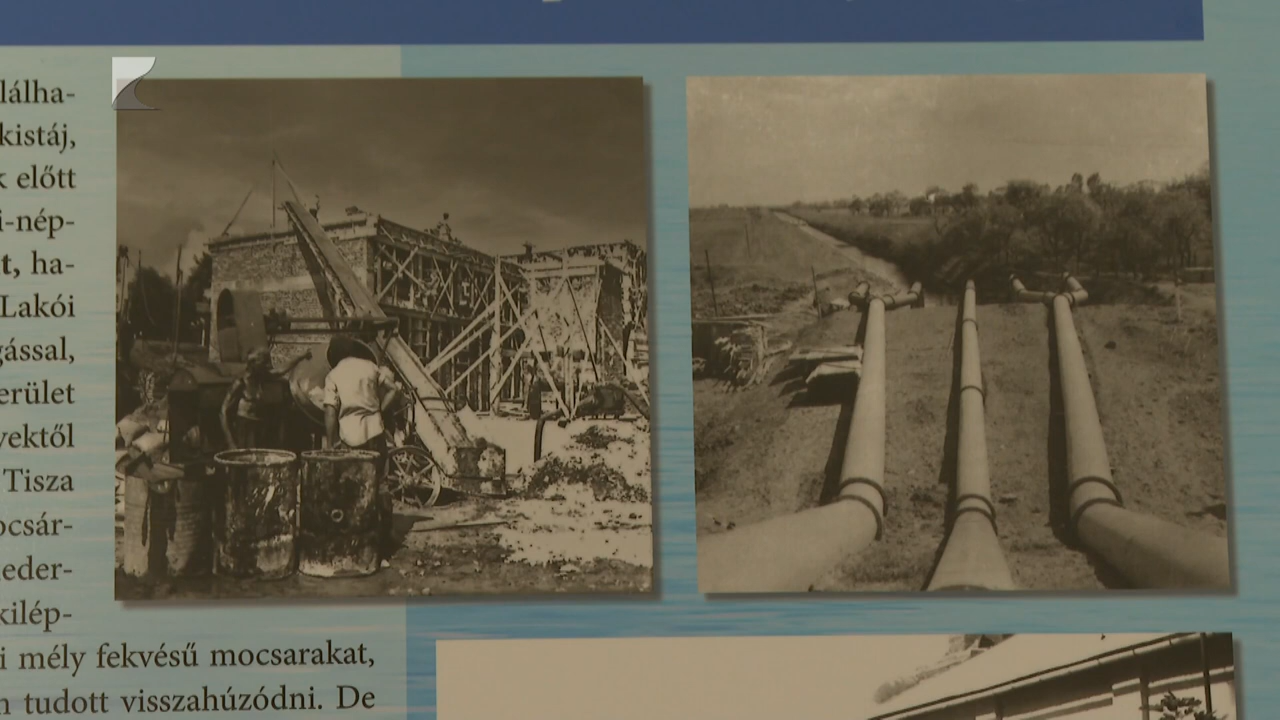 lálha-
kistáj,
előtt
i-nép-
ha-
Lakói
gással,
erület
vektől
Tisza
ocsár-
eder-
kilép-
i mély fekvésű mocsarakat,
tudott visszahúzódni. De